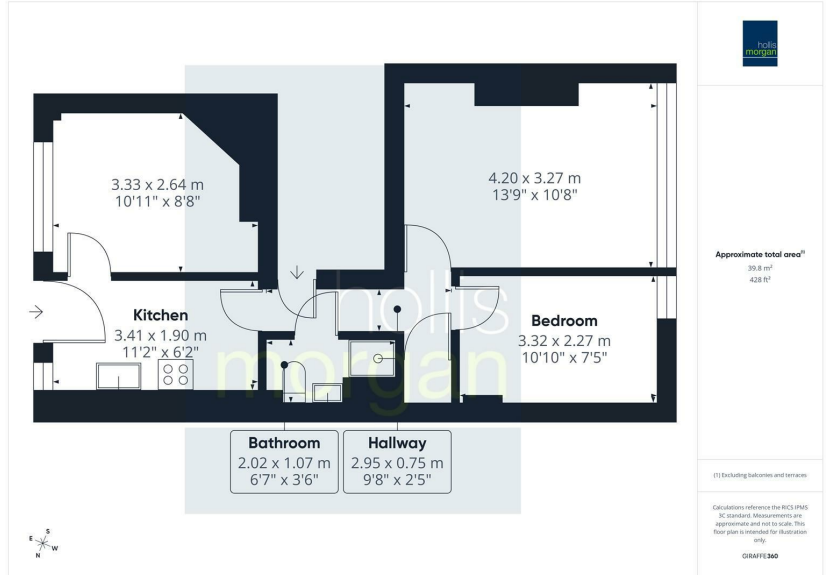 hollis
morgan
3.33 x 2.64 m
10'11" x 8'8"
4.20 x 3.27 m
13'9" x 10'8"
Kitchen
3.41 x 1.90 m
11'2" x 6'2"
Bedroom
3.32 x 2.27 m
10'10" x 7'5"
hollis
morgan
Bathroom
2.02 x 1.07 m
6'7" x 3'6"
Hallway
2.95 x 0.75 m
9'8" x 2'5"
Approximate total area(1)
39.8 m²
428 ft²
(1) Excluding balconies and terraces
Calculations reference the RICS IPMS
3C standard. Measurements are
approximate and not to scale. This
floor plan is intended for illustration
only.
GIRAFFE360
S
E
W
N